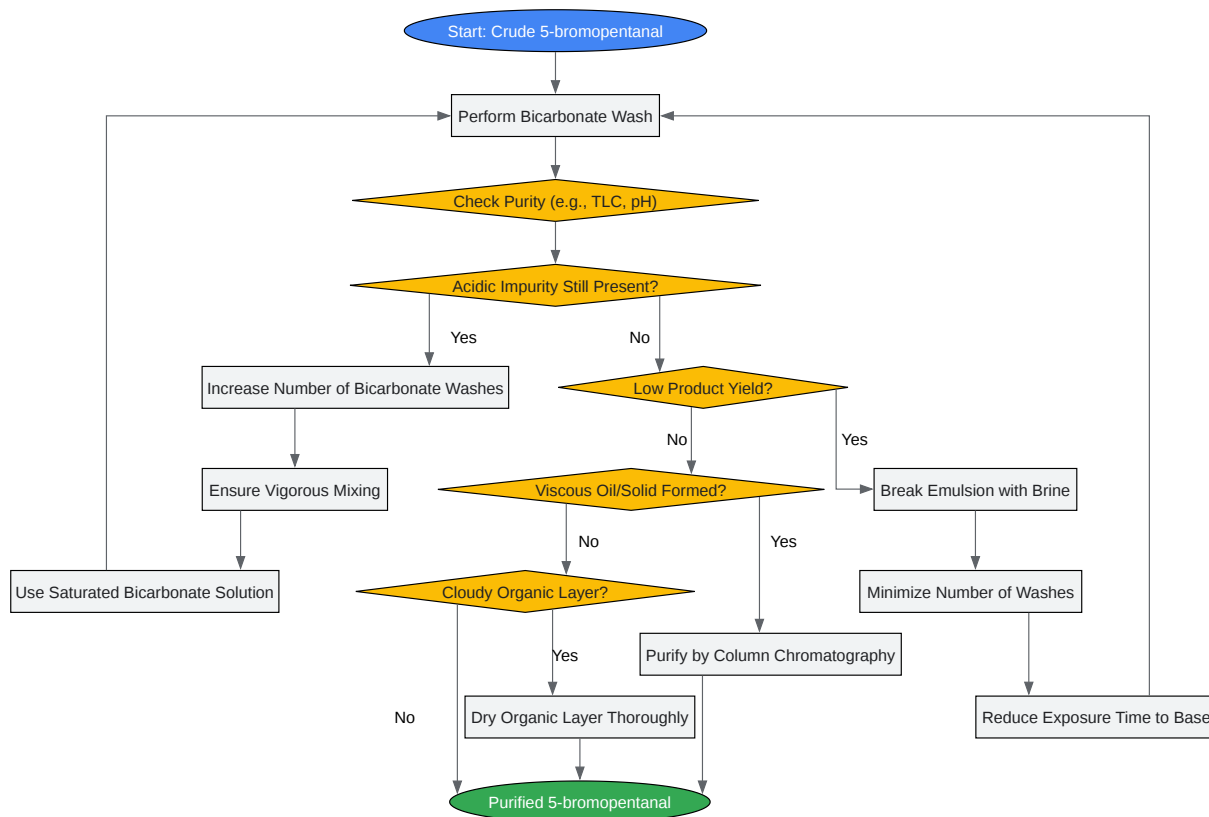 Start: Crude 5-bromopentanal
Perform Bicarbonate Wash
Check Purity (e.g., TLC, pH)
Acidic Impurity Still Present?
Yes
No
Increase Number of Bicarbonate Washes
Low Product Yield?
No
Yes
Ensure Vigorous Mixing
Viscous Oil/Solid Formed?
Break Emulsion with Brine
No
Yes
Use Saturated Bicarbonate Solution
Cloudy Organic Layer?
Minimize Number of Washes
Yes
Purify by Column Chromatography
No
Dry Organic Layer Thoroughly
Reduce Exposure Time to Base
Purified 5-bromopentanal